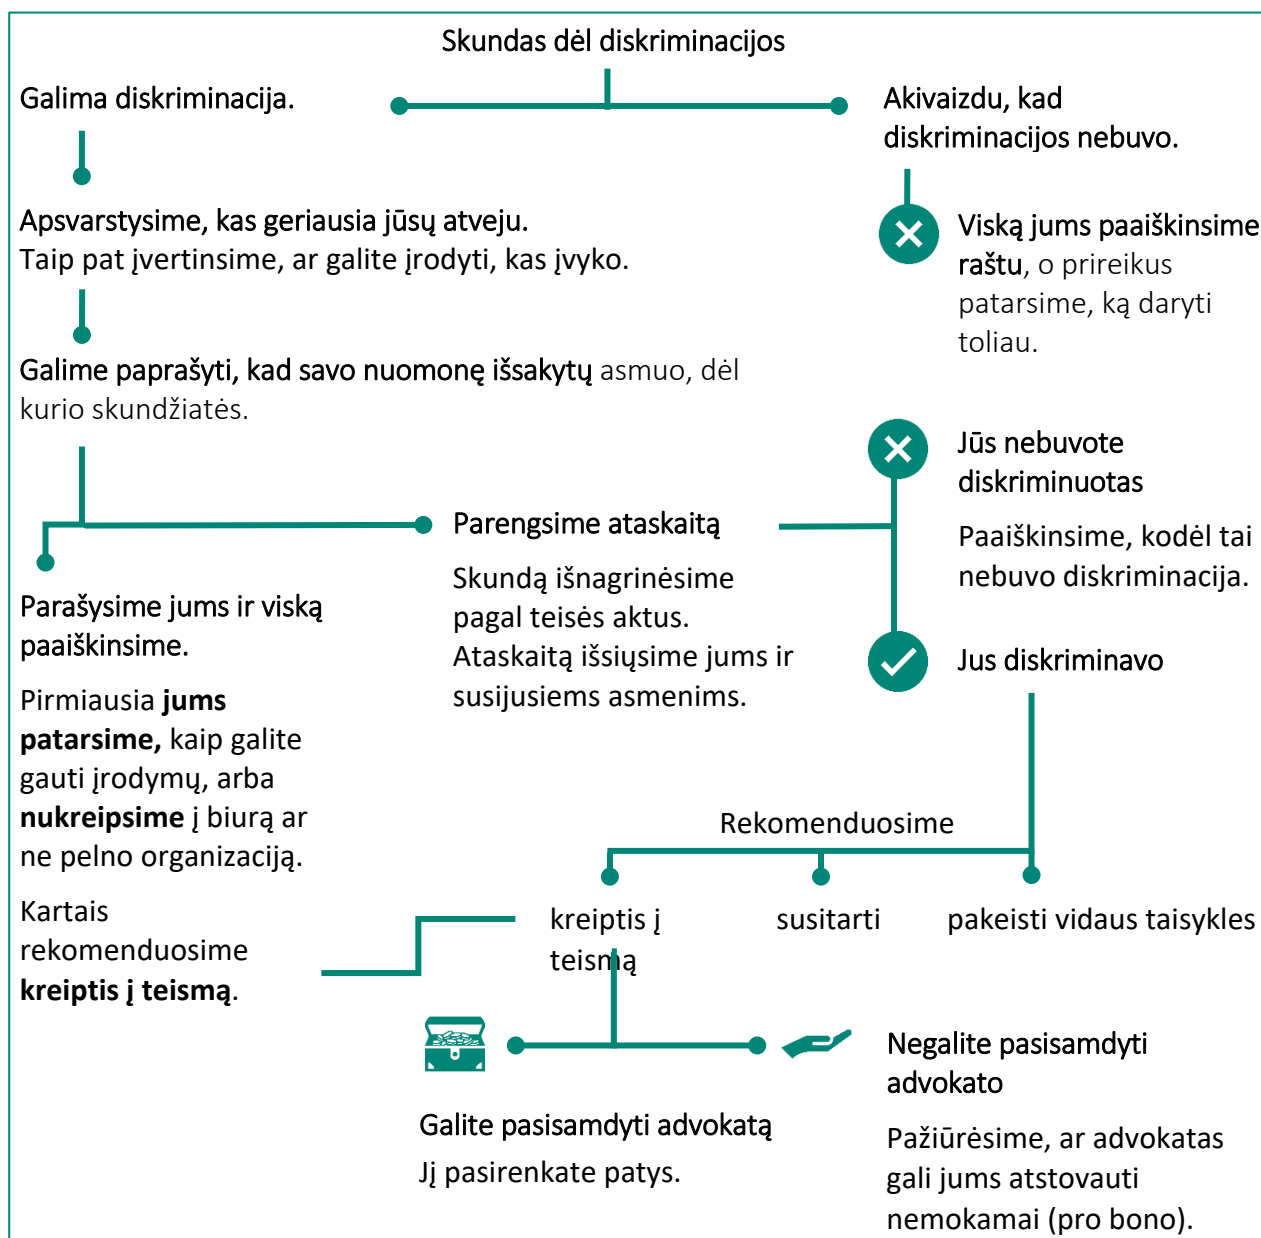 Skundas dėl diskriminacijos
Galima diskriminacija.
Akivaizdu, kad
diskriminacijos nebuvo.
Apsvarstysime, kas geriausia jūsų atveju.
Taip pat įvertinsime, ar galite įrodyti, kas įvyko.
Viską jums paaiškinsime
raštu, o prireikus
patarsime, ką daryti
toliau.
Galime paprašyti, kad savo nuomonę išsakytų asmuo, dėl
kurio skundžiatės.
Jūs nebuvote
diskriminuotas
Paaiškinsime, kodėl tai
nebuvo diskriminacija.
Parengsime ataskaitą
Skundą išnagrinėsime
pagal teisės aktus.
Ataskaitą išsiųsime jums ir
susijusiems asmenims.
Parašysime jums ir viską
paaiškinsime.
Pirmiausia jums
patarsime, kaip galite
gauti įrodymų, arba
nukreipsime į biurą ar
ne pelno organizaciją.
Kartais
rekomenduosime
kreiptis į teismą.
Jus diskriminavo
Rekomenduosime
kreiptis į
teismą
susitarti
pakeisti vidaus taisykles
Galite pasisamdyti advokatą
Jį pasirenkate patys.
Negalite pasisamdyti
advokato
Pažiūrėsime, ar advokatas
gali jums atstovauti
nemokamai (pro bono).